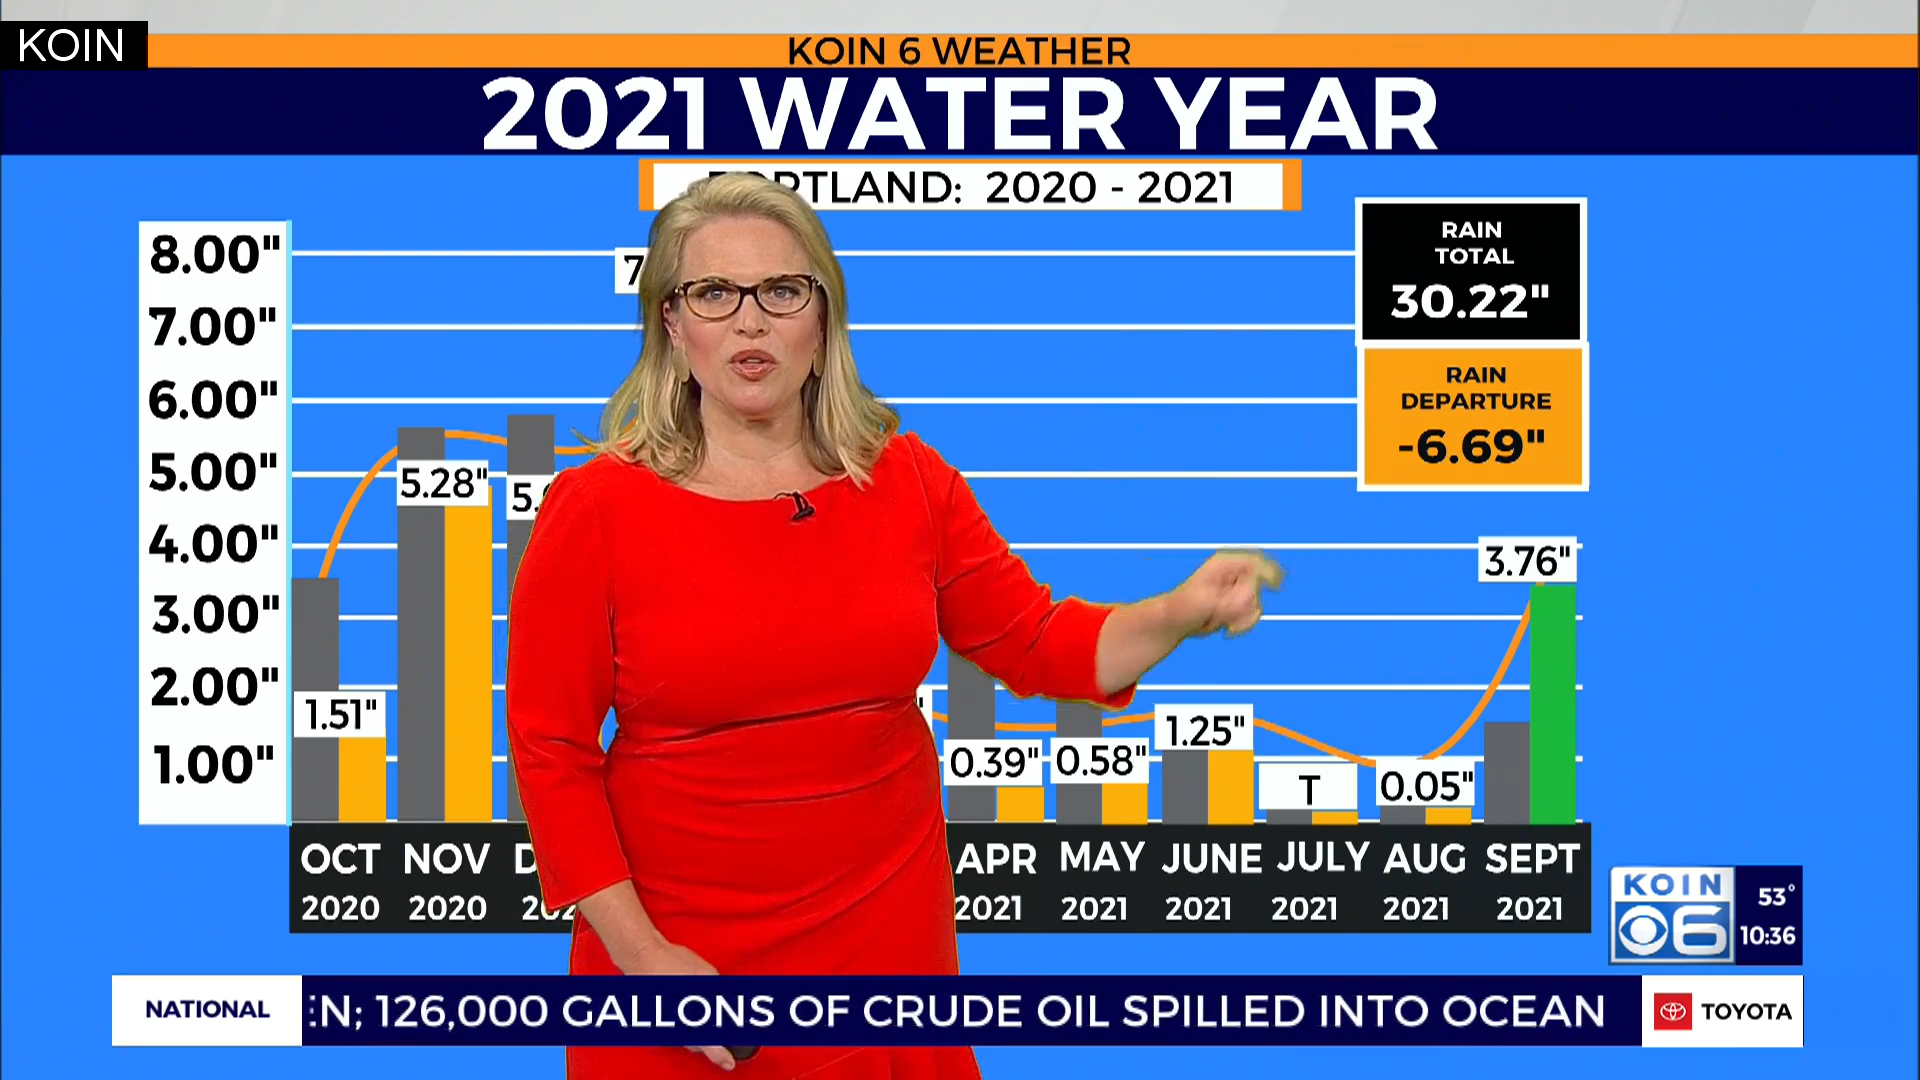 KOIN
KOIN 6 WEATHER
2021 WATER YEAR
PORTLAND: 2020 - 2021
RAIN
TOTAL
30.22"
RAIN
DEPARTURE
-6.69"
8.00"
7.00"
6.00"
5.00"
4.00"
3.00"
2.00"
1.00"
1.51"
5.28"
0.39"
0.58"
1.25"
T
0.05"
3.76"
OCT NOV APR MAY JUNE JULY AUG SEPT
2020 2020 2021 2021 2021 2021 2021 2021
KOIN
6
53°
10:36
NATIONAL
126,000 GALLONS OF CRUDE OIL SPILLED INTO OCEAN
TOYOTA